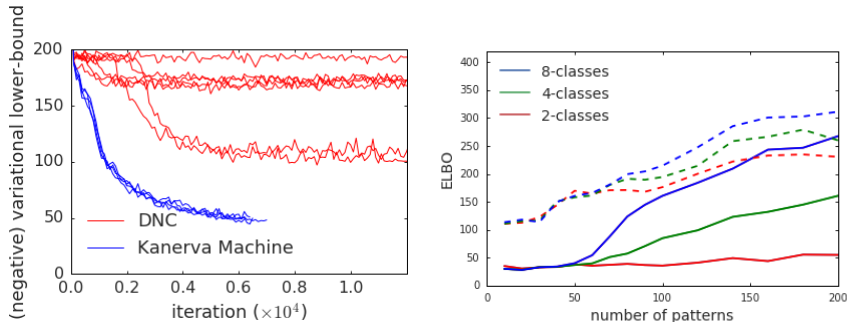 (negative) variational lower-bound
200
150
100
50
0
0.0 0.2 0.4 0.6 0.8 1.0
iteration (×10⁴)
DNC
Kanerva Machine
ELBO
400
350
300
250
200
150
100
50
0
0 50 100 150 200
number of patterns
8-classes
4-classes
2-classes